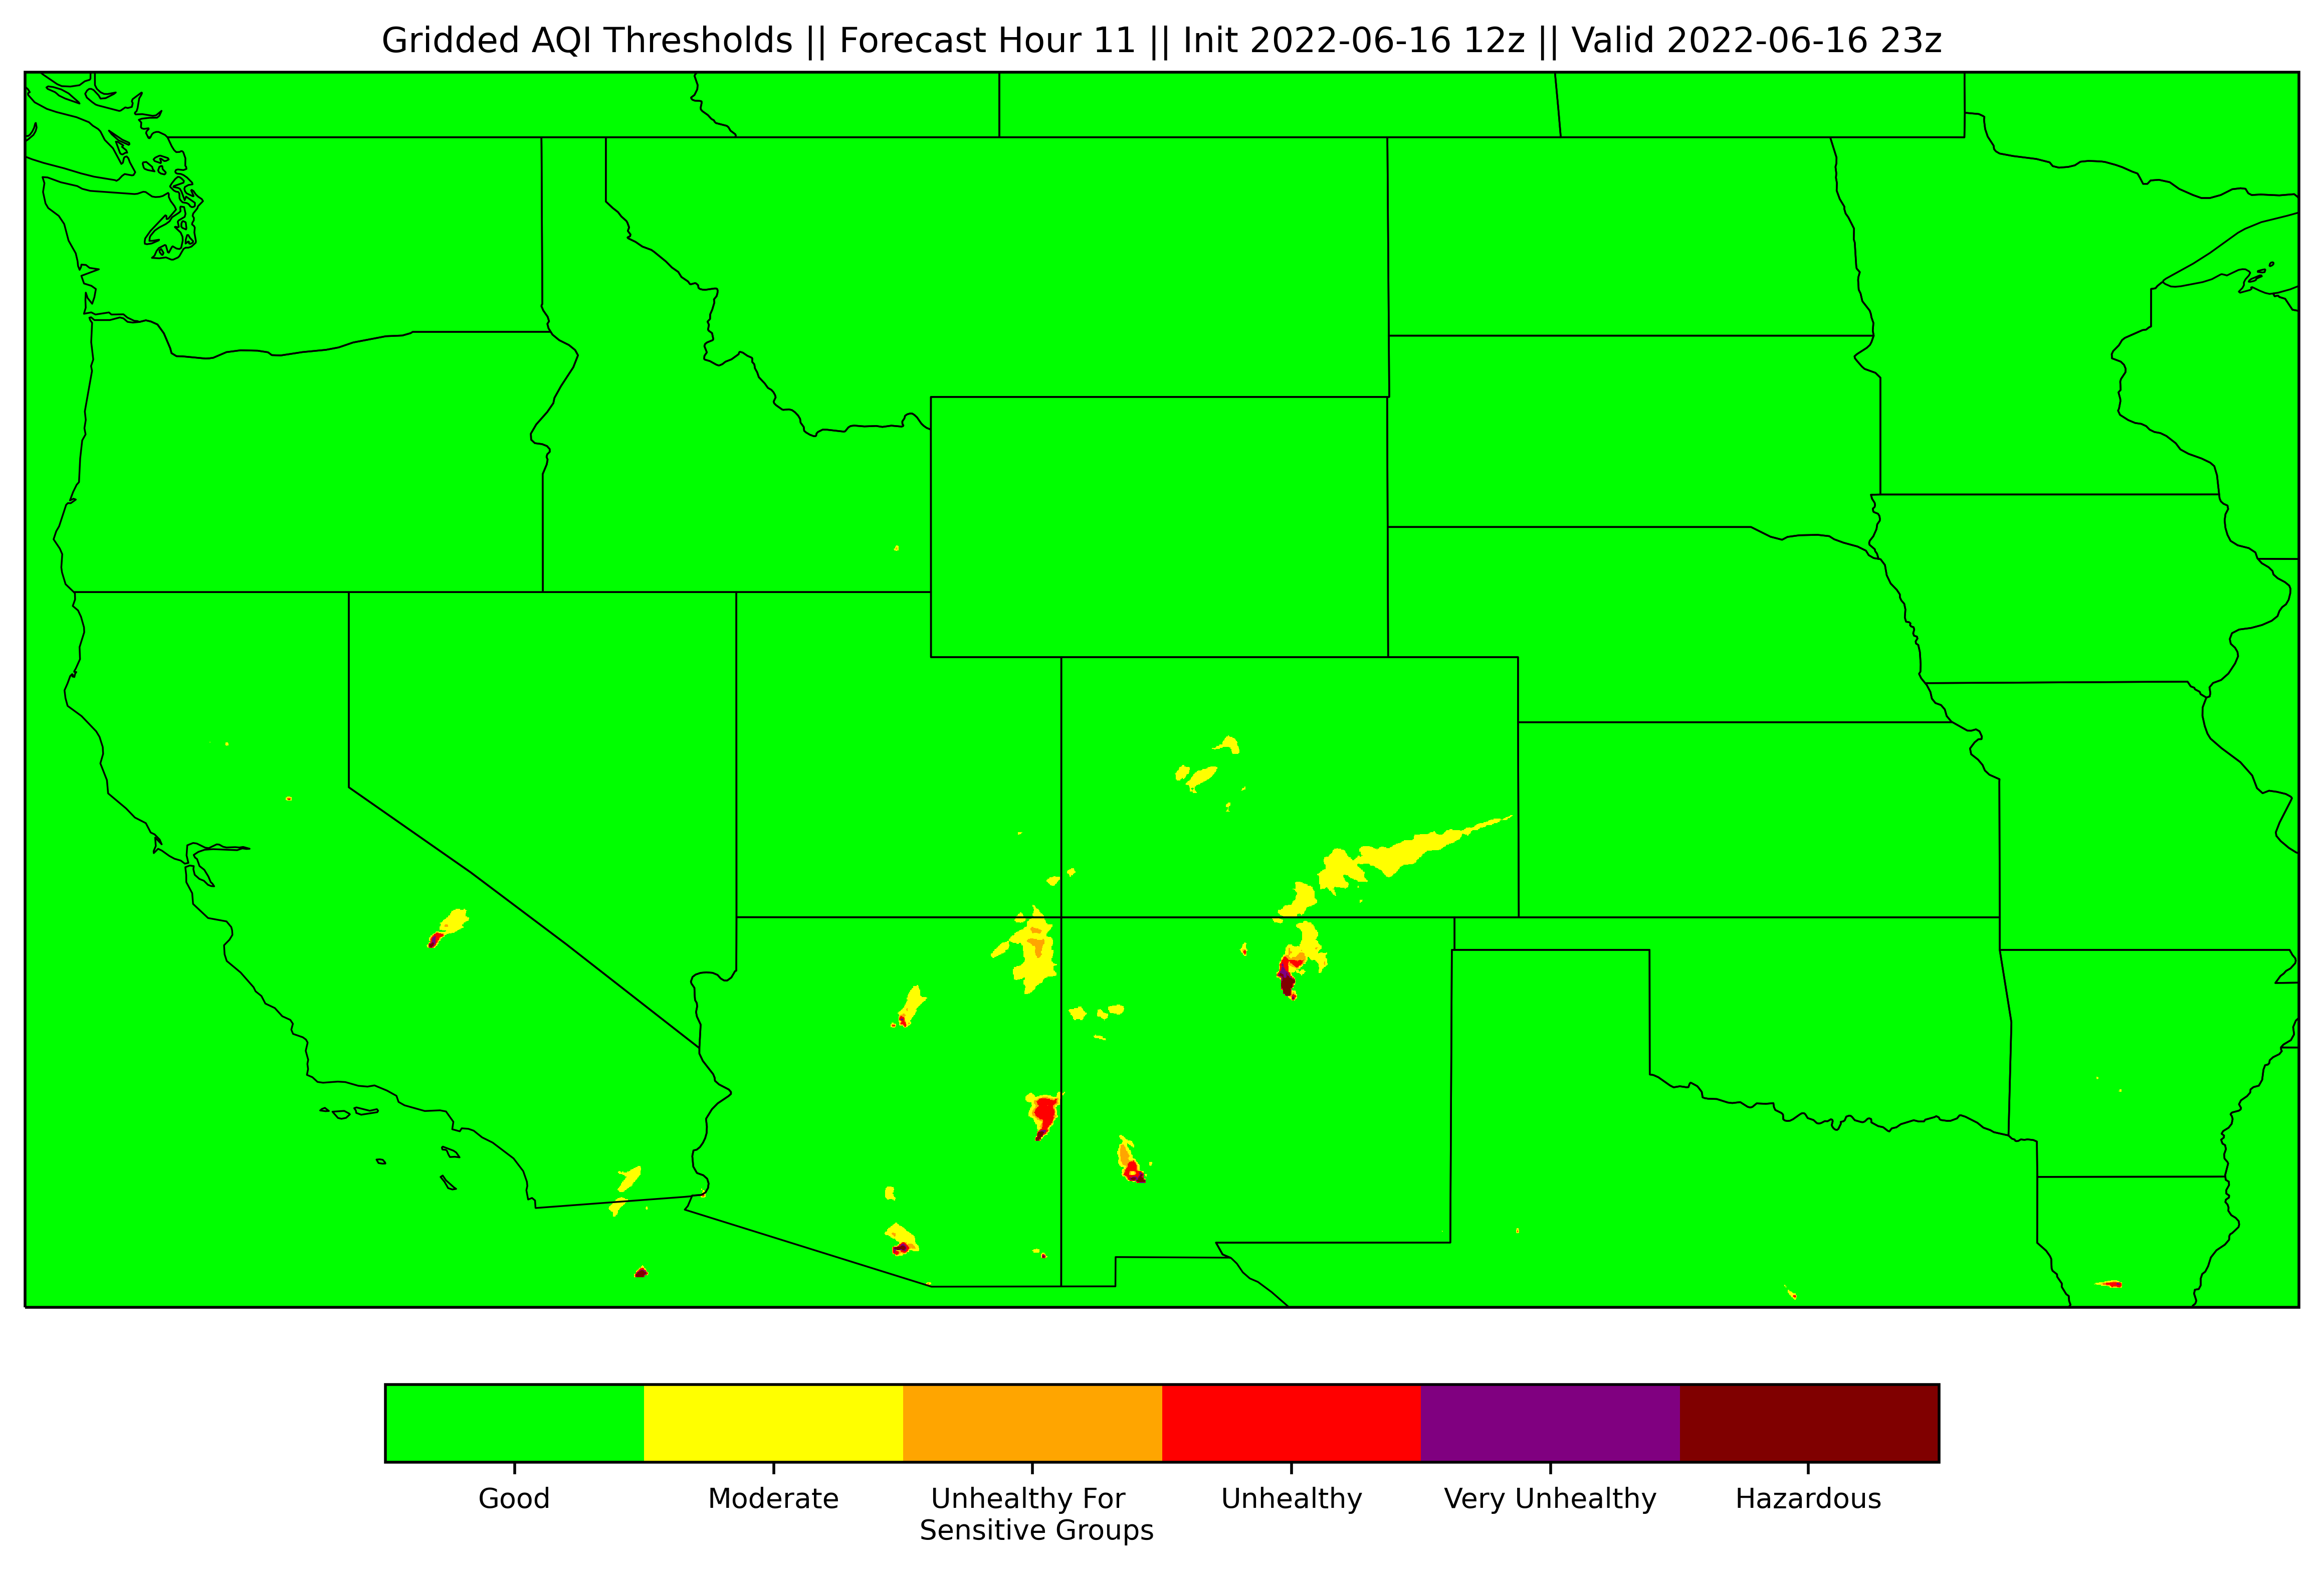 Gridded AQI Thresholds || Forecast Hour 11 || Init 2022-06-16 12z || Valid 2022-06-16 23z
Good
Moderate
Unhealthy For
Sensitive Groups
Unhealthy
Very Unhealthy
Hazardous